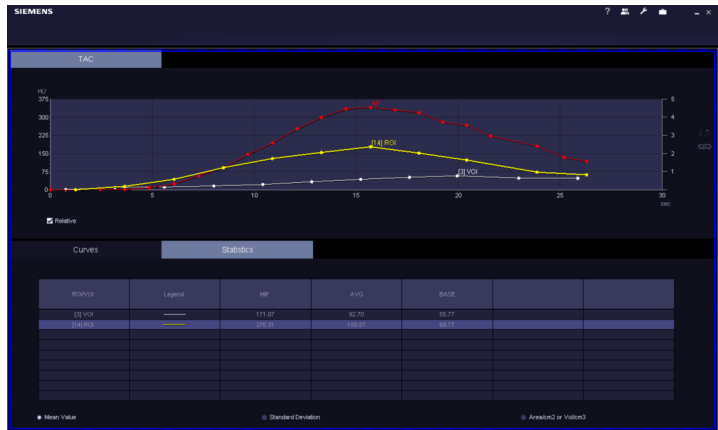 SIEMENS
?
TAC
HU
375
300
225
150
75
0
5
4
3
2
1
[14] ROI
[3] VOI
0 5 10 15 20 25 30
sec
Relative
Curves Statistics
ROI/VOI Legend MIP AVG BASE
[3] VOI 171.07 92.70 55.77
[14] ROI 276.31 159.57 69.77
Mean Value Standard Deviation Area/cm2 or Vol/cm3